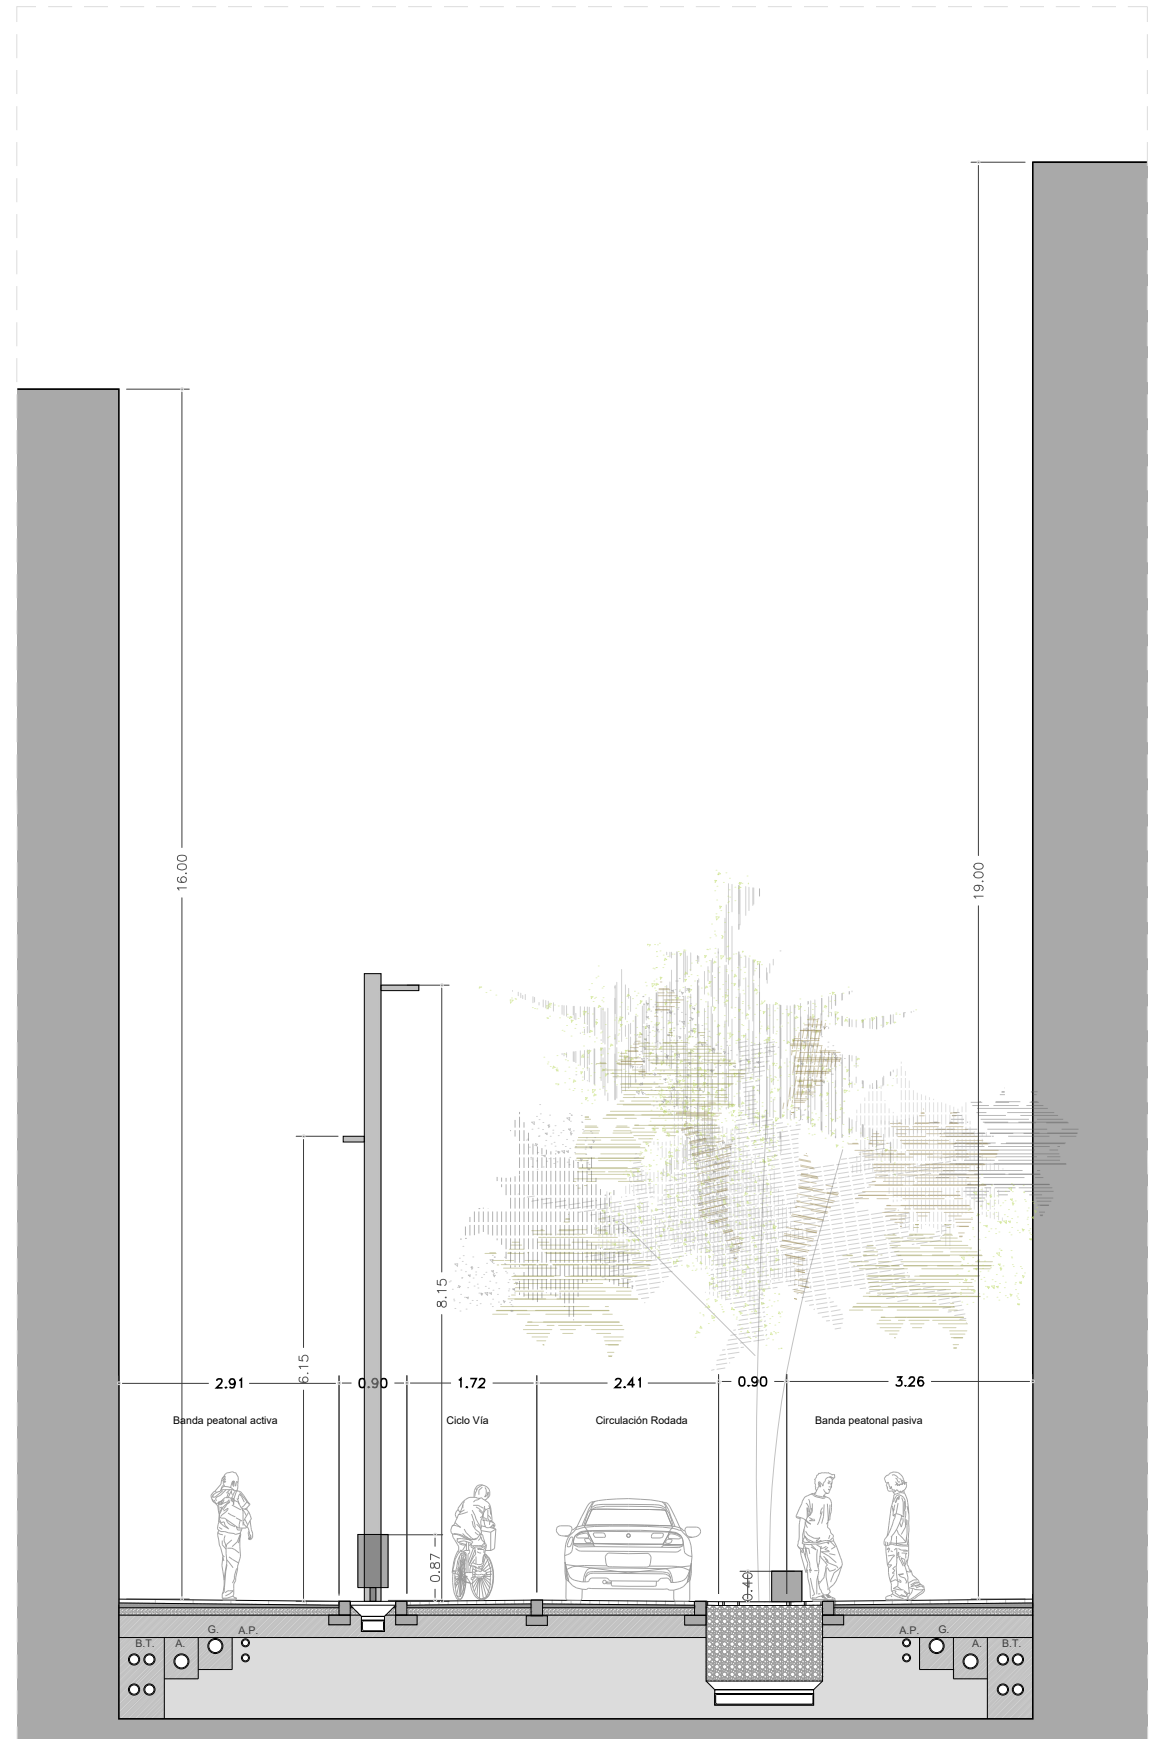 16.00
19.00
8.15
6.15
2.91 0.90 1.72 2.41 0.90 3.26
Banda peatonal activa Ciclo Vía Circulación Rodada Banda peatonal pasiva
0.87
0.40
B.T. A. G. A.P. A.P. G. A. B.T.